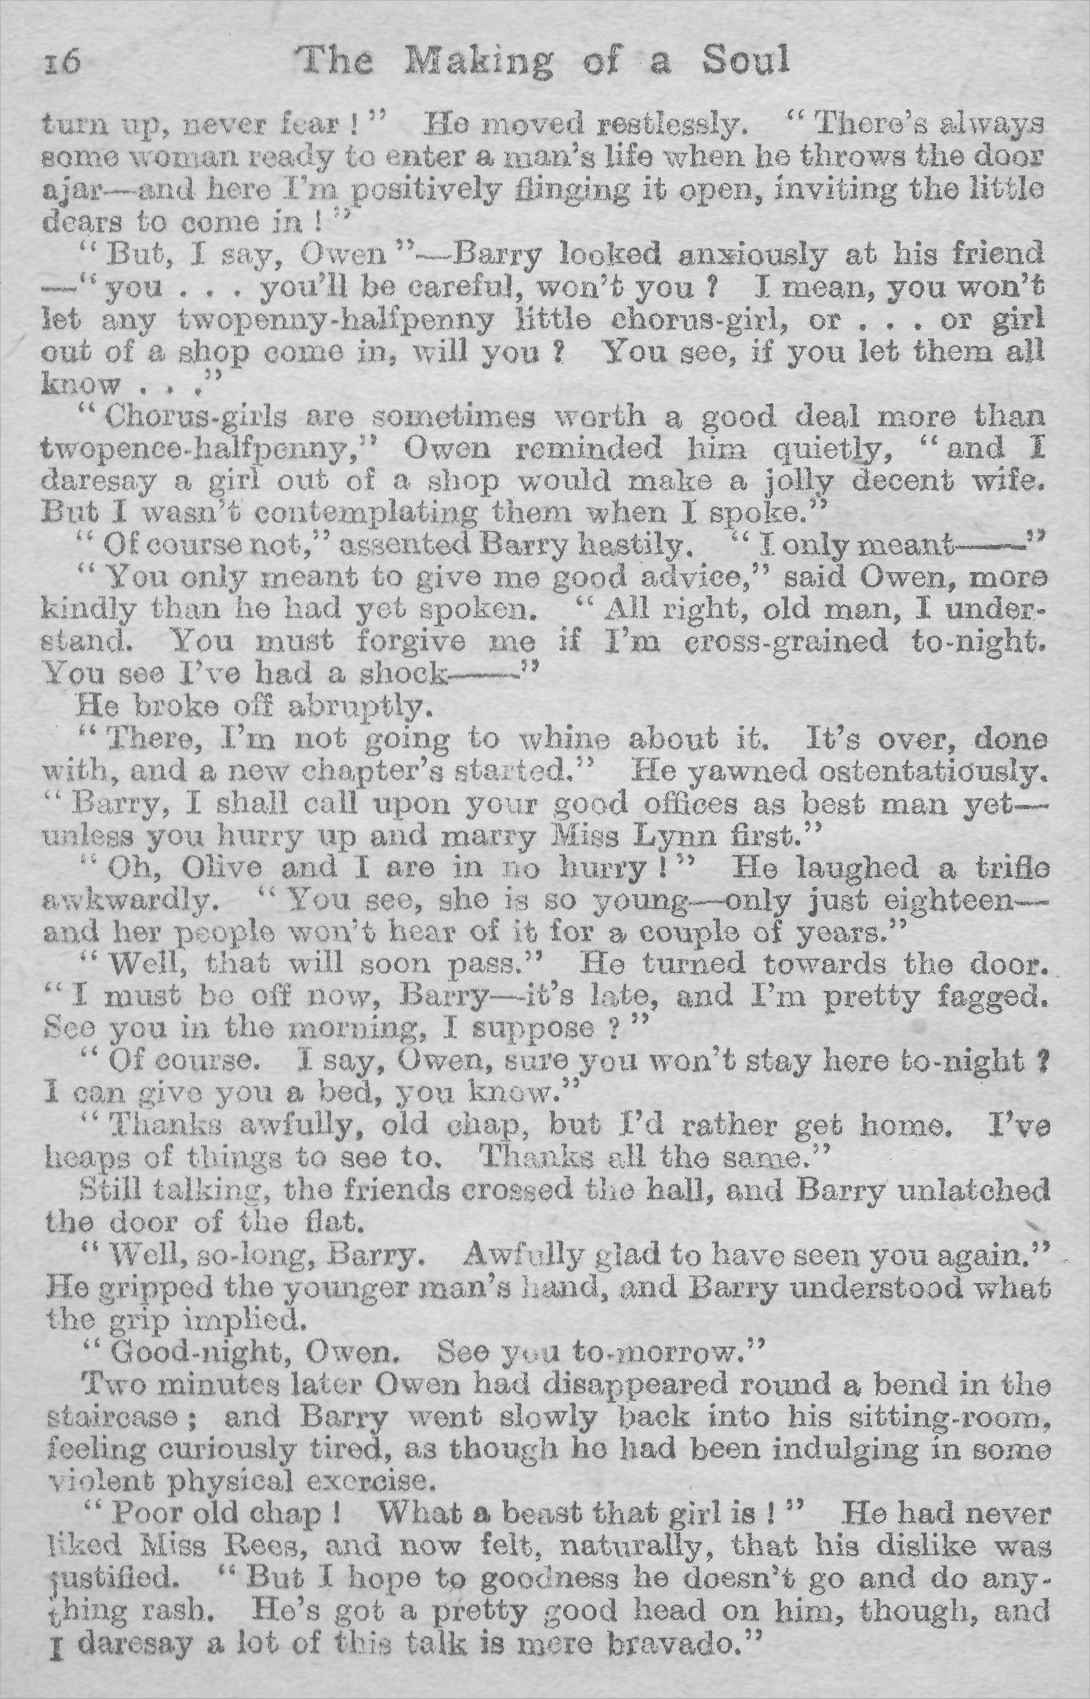 16 The Making of a Soul
turn up, never fear ! ” He moved restlessly. “ There’s always
some woman ready to enter a man’s life when he throws the door
ajar—and here I’m positively flinging it open, inviting the little
dears to come in ! ”
“ But, I say, Owen ”—Barry looked anxiously at his friend
—“ you . . . you’ll be careful, won’t you ? I mean, you won’t
let any twopenny-halfpenny little chorus-girl, or . . . or girl
out of a shop come in, will you ? You see, if you let them all
know . . .”
“ Chorus-girls are sometimes worth a good deal more than
twopence-halfpenny,” Owen reminded him quietly, “ and I
daresay a girl out of a shop would make a jolly decent wife.
But I wasn’t contemplating them when I spoke.”
“ Of course not,” assented Barry hastily. “ I only meant——”
“ You only meant to give me good advice,” said Owen, more
kindly than he had yet spoken. “ All right, old man, I under-
stand. You must forgive me if I’m cross-grained to-night.
You see I’ve had a shock——”
He broke off abruptly.
“ There, I’m not going to whine about it. It’s over, done
with, and a new chapter’s started.” He yawned ostentatiously.
“ Barry, I shall call upon your good offices as best man yet—
unless you hurry up and marry Miss Lynn first.”
“ Oh, Olive and I are in no hurry ! ” He laughed a trifle
awkwardly. “ You see, she is so young—only just eighteen—
and her people won’t hear of it for a couple of years.”
“ Well, that will soon pass.” He turned towards the door.
“ I must be off now, Barry—it’s late, and I’m pretty fagged.
See you in the morning, I suppose ? ”
“ Of course. I say, Owen, sure you won’t stay here to-night ?
I can give you a bed, you know.”
“ Thanks awfully, old chap, but I’d rather get home. I’ve
heaps of things to see to. Thanks all the same.”
Still talking, the friends crossed the hall, and Barry unlatched
the door of the flat.
“ Well, so-long, Barry. Awfully glad to have seen you again.”
He gripped the younger man’s hand, and Barry understood what
the grip implied.
“ Good-night, Owen. See you to-morrow.”
Two minutes later Owen had disappeared round a bend in the
staircase ; and Barry went slowly back into his sitting-room,
feeling curiously tired, as though he had been indulging in some
violent physical exercise.
“ Poor old chap ! What a beast that girl is ! ” He had never
liked Miss Rees, and now felt, naturally, that his dislike was
justified. “ But I hope to goodness he doesn’t go and do any-
thing rash. He’s got a pretty good head on him, though, and
I daresay a lot of this talk is mere bravado.”